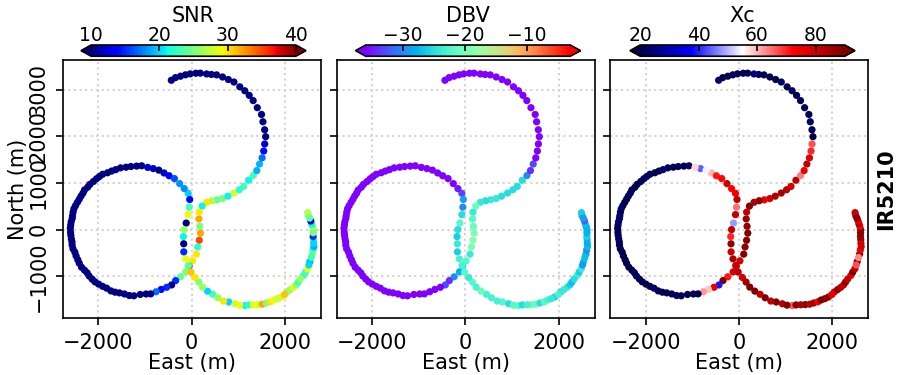 SNR
DBV
Xc
10 20 30 40
−30 −20 −10
20 40 60 80
North (m)
3000
2000
1000
0
−1000
−2000 0 2000
−2000 0 2000
−2000 0 2000
East (m)
East (m)
East (m)
IR5210